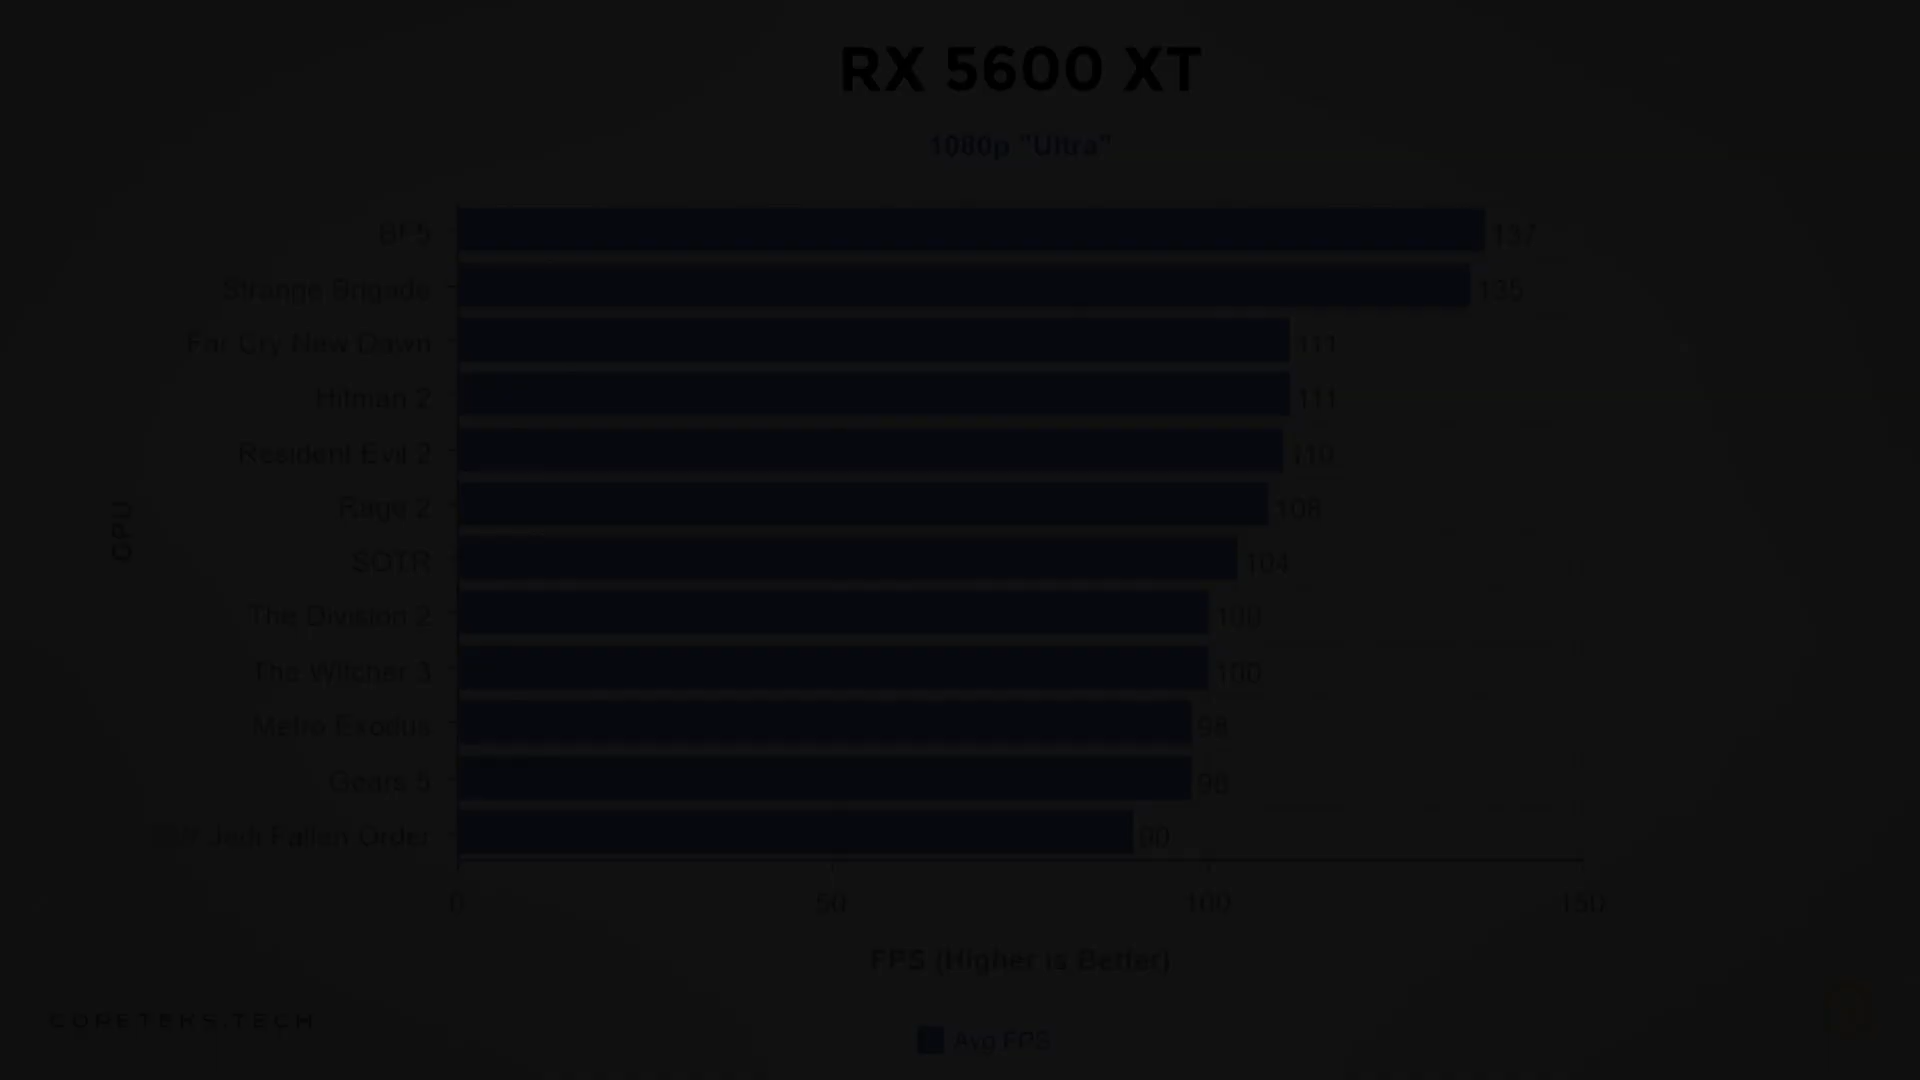 RX 5600 XT
1080p "Ultra"
BF5 137
Strange Brigade 135
Far Cry New Dawn 111
Hitman 2 111
Resident Evil 2 110
Rage 2 108
SOTR 104
The Division 2 100
The Witcher 3 100
Metro Exodus 98
Gears 5 98
Jedi Fallen Order 90
GPU
0 50 100 150
FPS (Higher is Better)
Avg FPS
CORETEKS.TECH